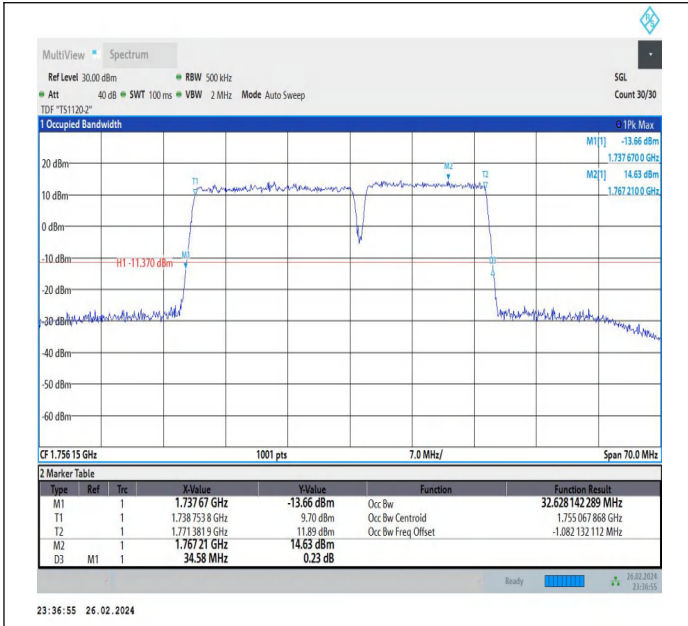 MultiView Spectrum
Ref Level 30.00 dBm RBW 500 kHz SGL
Att 40 dB SWT 100 ms VBW 2 MHz Mode Auto Sweep Count 30/30
TDF "TS1120-2"
1 Occupied Bandwidth 1Pk Max
M1[1] -13.66 dBm
1.737 670 0 GHz
M2[1] 14.63 dBm
1.767 210 0 GHz
20 dBm
T1 M2 T2
10 dBm
0 dBm
-10 dBm H1 -11.370 dBm M1 D3
-20 dBm
-30 dBm
-40 dBm
-50 dBm
-60 dBm
CF 1.756 15 GHz 1001 pts 7.0 MHz/ Span 70.0 MHz
2 Marker Table
Type Ref Trc X-Value Y-Value Function Function Result
M1 1 1.737 67 GHz -13.66 dBm Occ Bw 32.628 142 289 MHz
T1 1 1.738 753 8 GHz 9.70 dBm Occ Bw Centroid 1.755 067 868 GHz
T2 1 1.771 381 9 GHz 11.89 dBm Occ Bw Freq Offset -1.082 132 112 MHz
M2 1 1.767 21 GHz 14.63 dBm
D3 M1 1 34.58 MHz 0.23 dB
Ready 26.02.2024
23:36:55
23:36:55 26.02.2024